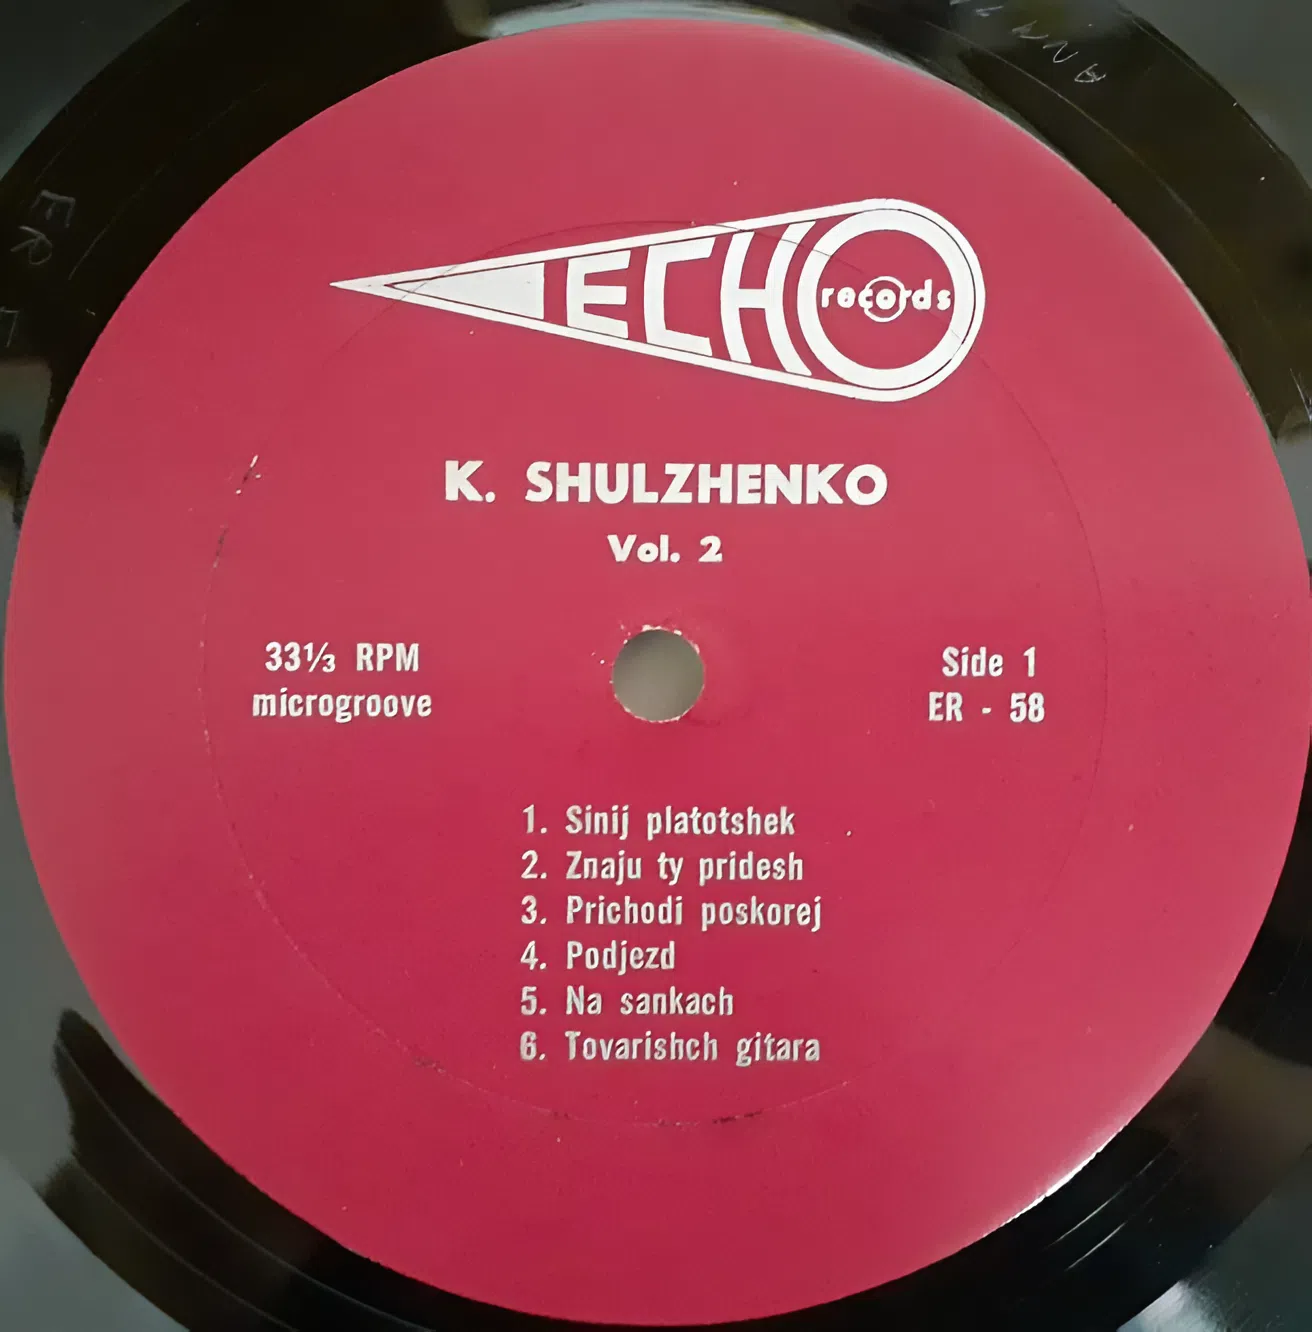 ECHO
records
K. SHULZHENKO
Vol. 2
33⅓ RPM
microgroove
Side 1
ER - 58
1. Sinij platotshek
2. Znaju ty pridesh
3. Prichodi poskorej
4. Podjezd
5. Na sankach
6. Tovarishch gitara
ER